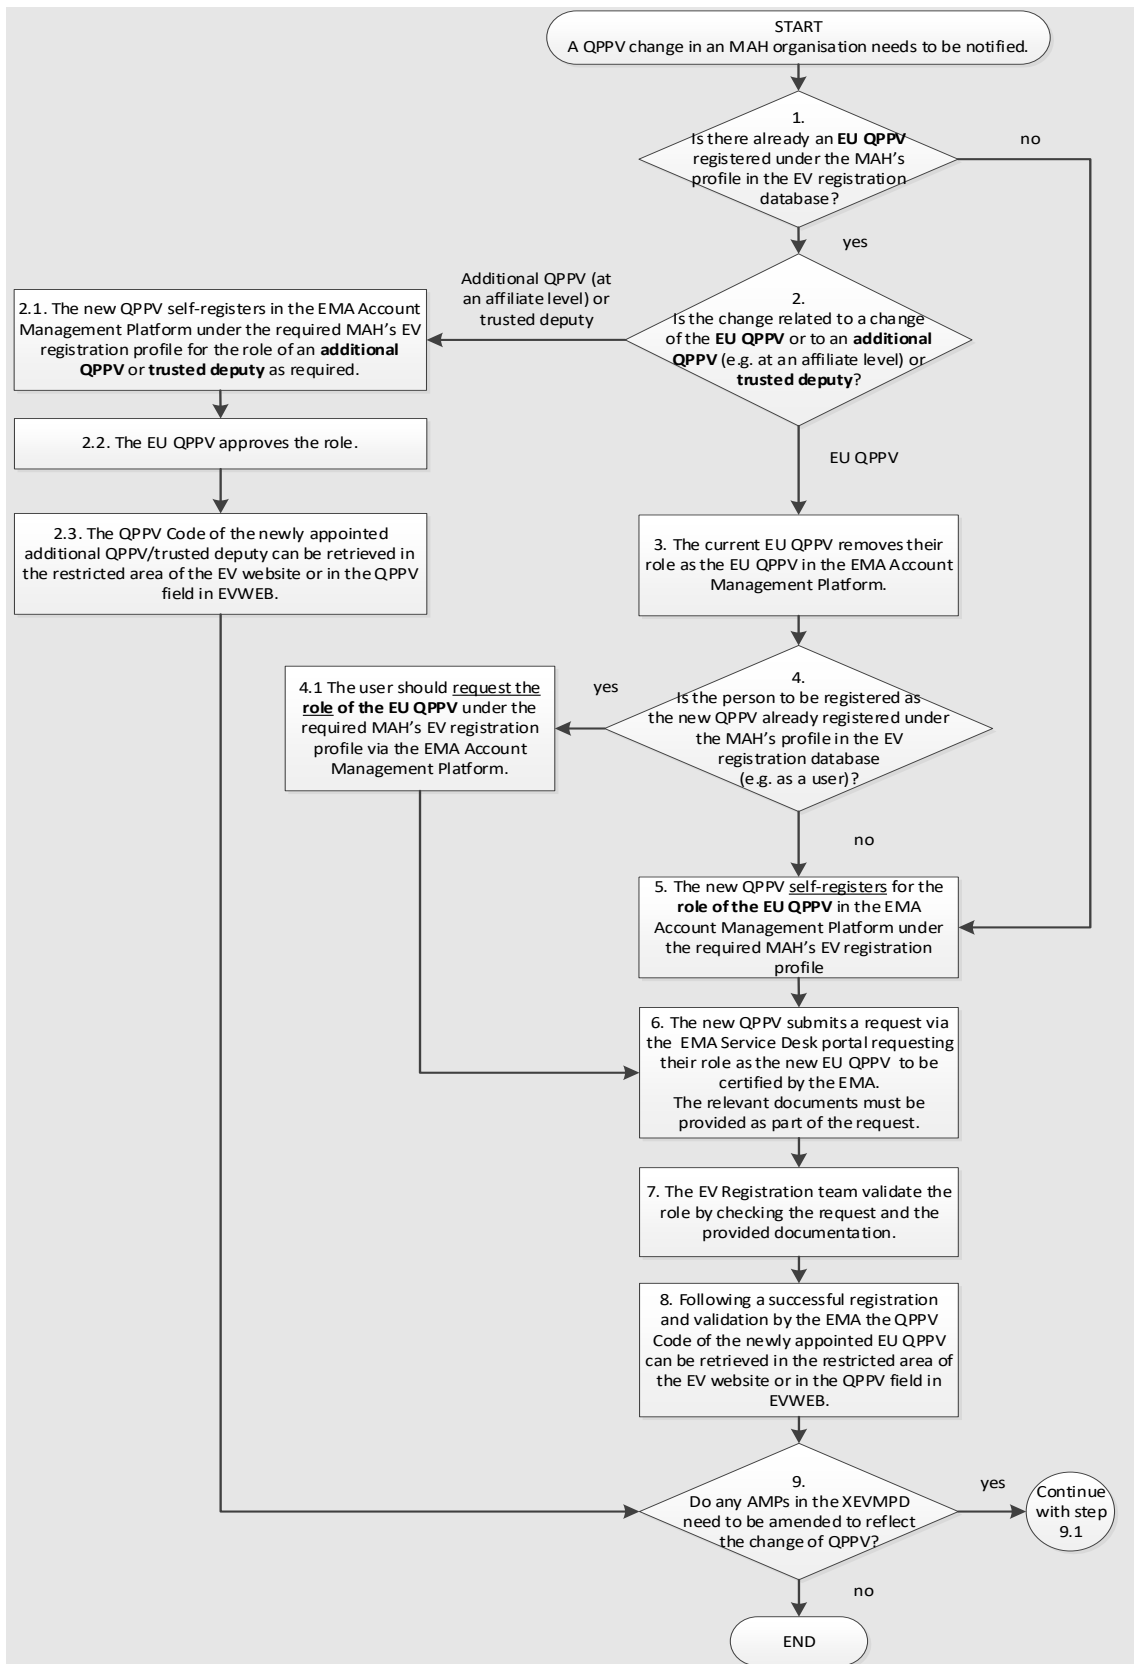 START
A QPPV change in an MAH organisation needs to be notified.
1.
Is there already an EU QPPV
registered under the MAH's
profile in the EV registration
database?
no
yes
Additional QPPV (at
an affiliate level) or
trusted deputy
2.
Is the change related to a change
of the EU QPPV or to an additional
QPPV (e.g. at an affiliate level) or
trusted deputy?
2.1. The new QPPV self-registers in the EMA Account
Management Platform under the required MAH's EV
registration profile for the role of an additional
QPPV or trusted deputy as required.
2.2. The EU QPPV approves the role.
2.3. The QPPV Code of the newly appointed
additional QPPV/trusted deputy can be retrieved in
the restricted area of the EV website or in the QPPV
field in EVWEB.
EU QPPV
3. The current EU QPPV removes their
role as the EU QPPV in the EMA Account
Management Platform.
4.
Is the person to be registered as
the new QPPV already registered under
the MAH's profile in the EV
registration database
(e.g. as a user)?
yes
4.1 The user should request the
role of the EU QPPV under the
required MAH's EV registration
profile via the EMA Account
Management Platform.
no
5. The new QPPV self-registers for the
role of the EU QPPV in the EMA
Account Management Platform under
the required MAH's EV registration
profile
6. The new QPPV submits a request via
the EMA Service Desk portal requesting
their role as the new EU QPPV to be
certified by the EMA.
The relevant documents must be
provided as part of the request.
7. The EV Registration team validate the
role by checking the request and the
provided documentation.
8. Following a successful registration
and validation by the EMA the QPPV
Code of the newly appointed EU QPPV
can be retrieved in the restricted area of
the EV website or in the QPPV field in
EVWEB.
9.
Do any AMPs in the XEVMPD
need to be amended to reflect
the change of QPPV?
yes
Continue
with step
9.1
no
END